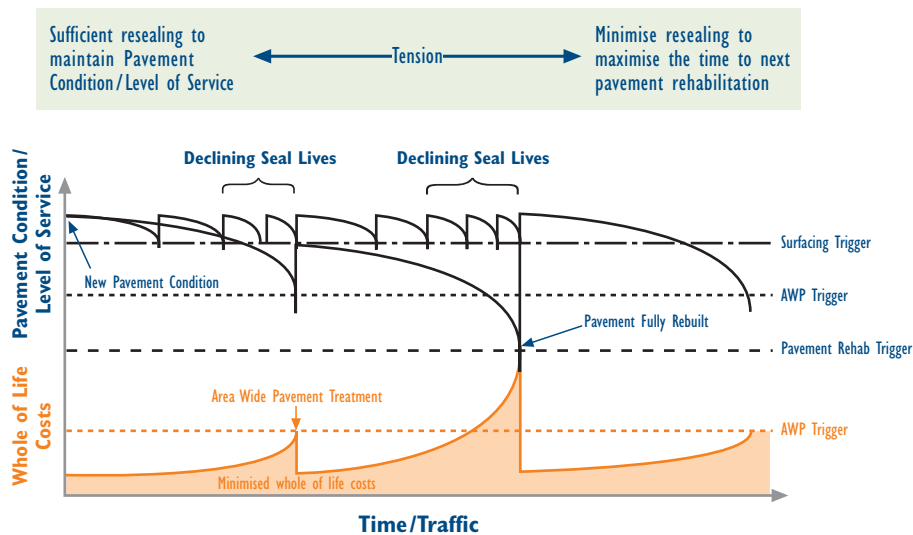 Sufficient resealing to
maintain Pavement
Condition/Level of Service
Tension
Minimise resealing to
maximise the time to next
pavement rehabilitation
Declining Seal Lives
Declining Seal Lives
Pavement Condition/
Level of Service
Surfacing Trigger
New Pavement Condition
AWP Trigger
Pavement Fully Rebuilt
Pavement Rehab Trigger
Whole of Life
Costs
Area Wide Pavement Treatment
AWP Trigger
Minimised whole of life costs
Time/Traffic